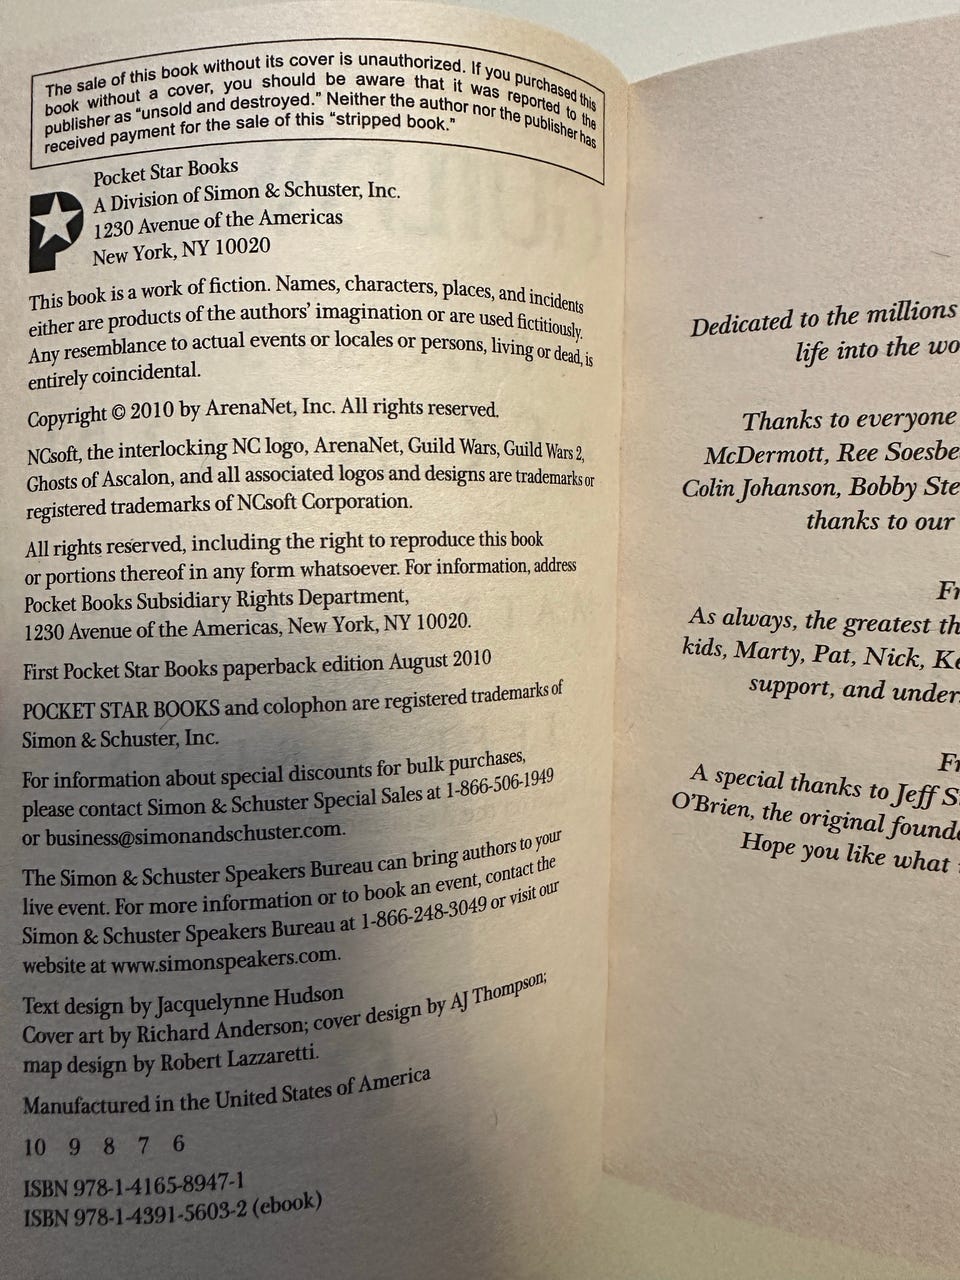 The sale of this book without its cover is unauthorized. If you purchased this
book without a cover, you should be aware that it was reported to the
publisher as "unsold and destroyed." Neither the author nor the publisher has
received payment for the sale of this "stripped book."
Pocket Star Books
A Division of Simon & Schuster, Inc.
1230 Avenue of the Americas
New York, NY 10020
This book is a work of fiction. Names, characters, places, and incidents
either are products of the authors' imagination or are used fictitiously.
Any resemblance to actual events or locales or persons, living or dead, is
entirely coincidental.
Copyright © 2010 by ArenaNet, Inc. All rights reserved.
NCsoft, the interlocking NC logo, ArenaNet, Guild Wars, Guild Wars 2,
Ghosts of Ascalon, and all associated logos and designs are trademarks or
registered trademarks of NCsoft Corporation.
All rights reserved, including the right to reproduce this book
or portions thereof in any form whatsoever. For information, address
Pocket Books Subsidiary Rights Department,
1230 Avenue of the Americas, New York, NY 10020.
First Pocket Star Books paperback edition August 2010
POCKET STAR BOOKS and colophon are registered trademarks of
Simon & Schuster, Inc.
For information about special discounts for bulk purchases,
please contact Simon & Schuster Special Sales at 1-866-506-1949
or business@simonandschuster.com.
The Simon & Schuster Speakers Bureau can bring authors to your
live event. For more information or to book an event, contact the
Simon & Schuster Speakers Bureau at 1-866-248-3049 or visit our
website at www.simonspeakers.com.
Text design by Jacquelynne Hudson
Cover art by Richard Anderson; cover design by AJ Thompson;
map design by Robert Lazzaretti.
Manufactured in the United States of America
10 9 8 7 6
ISBN 978-1-4165-8947-1
ISBN 978-1-4391-5603-2 (ebook)
Dedicated to the millions
life into the wo
Thanks to everyone
McDermott, Ree Soesbe
Colin Johanson, Bobby Ste
thanks to our
Fr
As always, the greatest th
kids, Marty, Pat, Nick, Ke
support, and under
Fr
A special thanks to Jeff S
O'Brien, the original found
Hope you like what